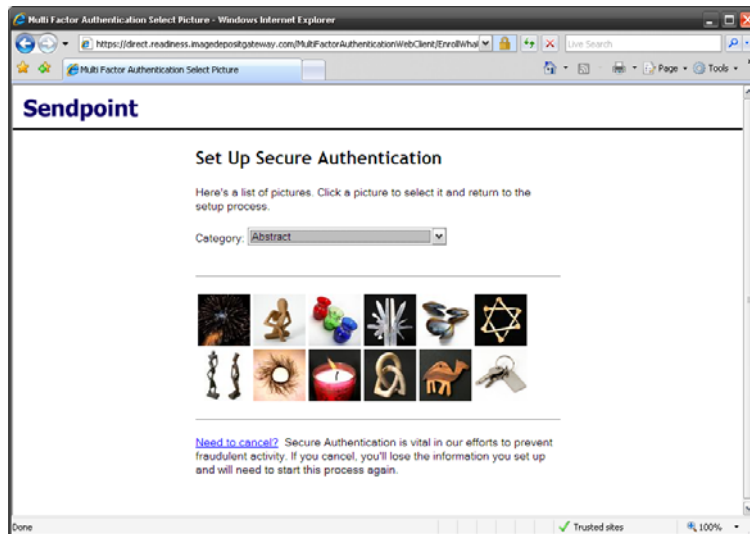 Multi Factor Authentication Select Picture - Windows Internet Explorer
https://direct.readiness.imagedepositgateway.com/MultiFactorAuthenticationWebClient/EnrollWhat
Live Search
Multi Factor Authentication Select Picture
Page
Tools
Sendpoint
Set Up Secure Authentication
Here's a list of pictures. Click a picture to select it and return to the
setup process.
Category: Abstract
Need to cancel? Secure Authentication is vital in our efforts to prevent
fraudulent activity. If you cancel, you'll lose the information you set up
and will need to start this process again.
Done
Trusted sites
100%